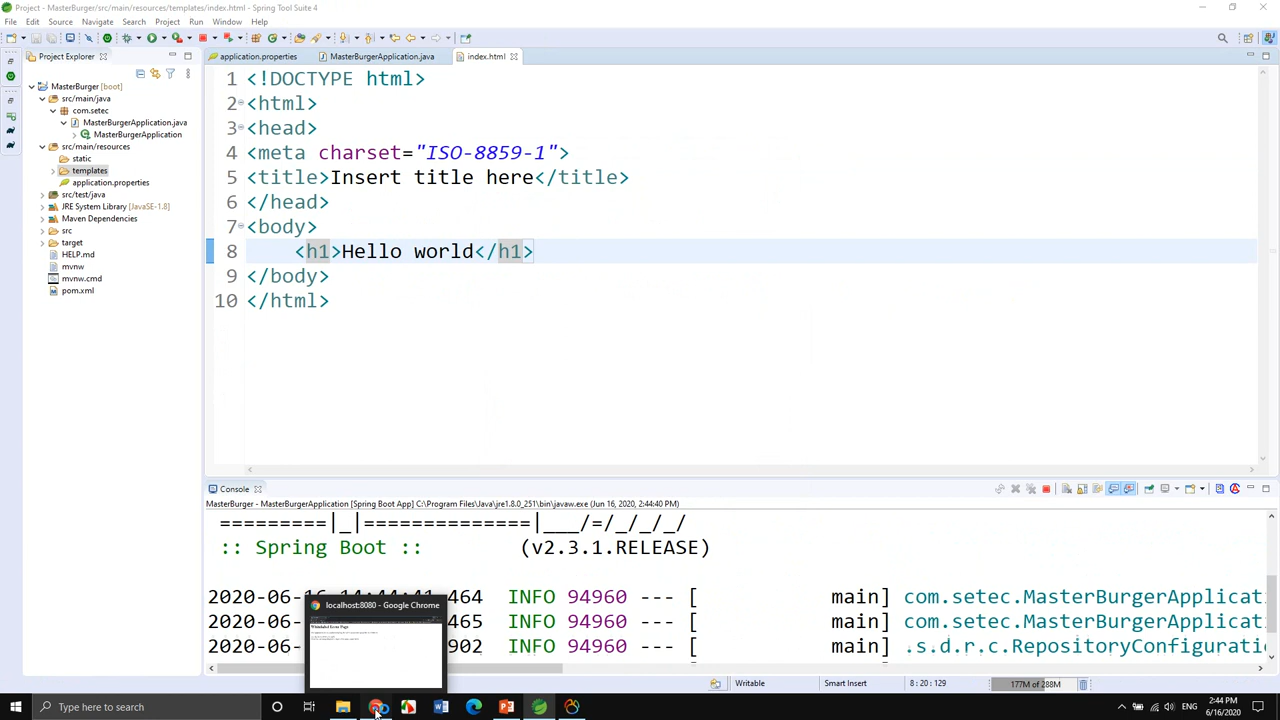 Project - MasterBurger/src/main/resources/templates/index.html - Spring Tool Suite 4
File Edit Source Navigate Search Project Run Window Help
Project Explorer
application.properties
MasterBurgerApplication.java
index.html
MasterBurger [boot]
src/main/java
com.setec
MasterBurgerApplication.java
MasterBurgerApplication
src/main/resources
static
templates
application.properties
src/test/java
JRE System Library [JavaSE-1.8]
Maven Dependencies
src
target
HELP.md
mvnw
mvnw.cmd
pom.xml
1 <!DOCTYPE html>
2 <html>
3 <head>
4 <meta charset="ISO-8859-1">
5 <title>Insert title here</title>
6 </head>
7 <body>
8 <h1>Hello world</h1>
9 </body>
10 </html>
Console
MasterBurger - MasterBurgerApplication [Spring Boot App] C:\Program Files\Java\jre1.8.0_251\bin\javaw.exe (Jun 16, 2020, 2:44:40 PM)
=========|_|==============|___/=/_/_/_/
:: Spring Boot :: (v2.3.1.RELEASE)
2020-06-16 14:44:41.464 INFO 94960 --- [ main] com.setec.MasterBurgerApplicat
465 INFO 94960 --- [ main] com.setec.MasterBurgerApplicat
902 INFO 94960 --- [ main] .s.d.r.c.RepositoryConfigurati
localhost:8080 - Google Chrome
Whitelabel Error Page
Writable
Smart Insert
8 : 20 : 129
177M of 288M
Type here to search
2:44 PM
6/16/2020